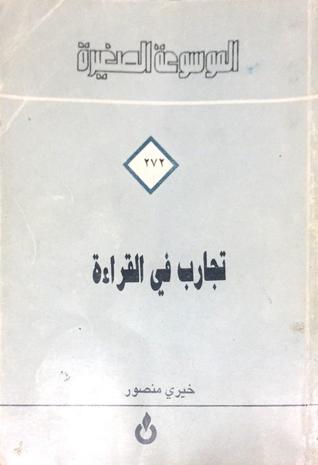 الموسوعة الصغيرة
٢٧٢
تجارب في القراءة
خيري منصور